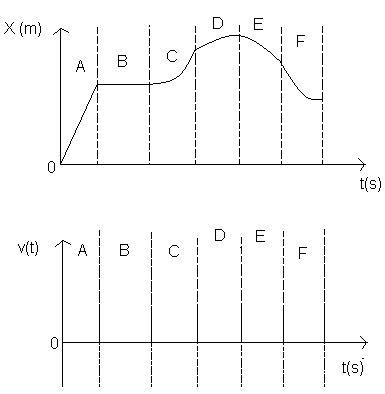 X (m)
A B C D E F
0
t(s)
v(t)
A B C D E F
0
t(s)